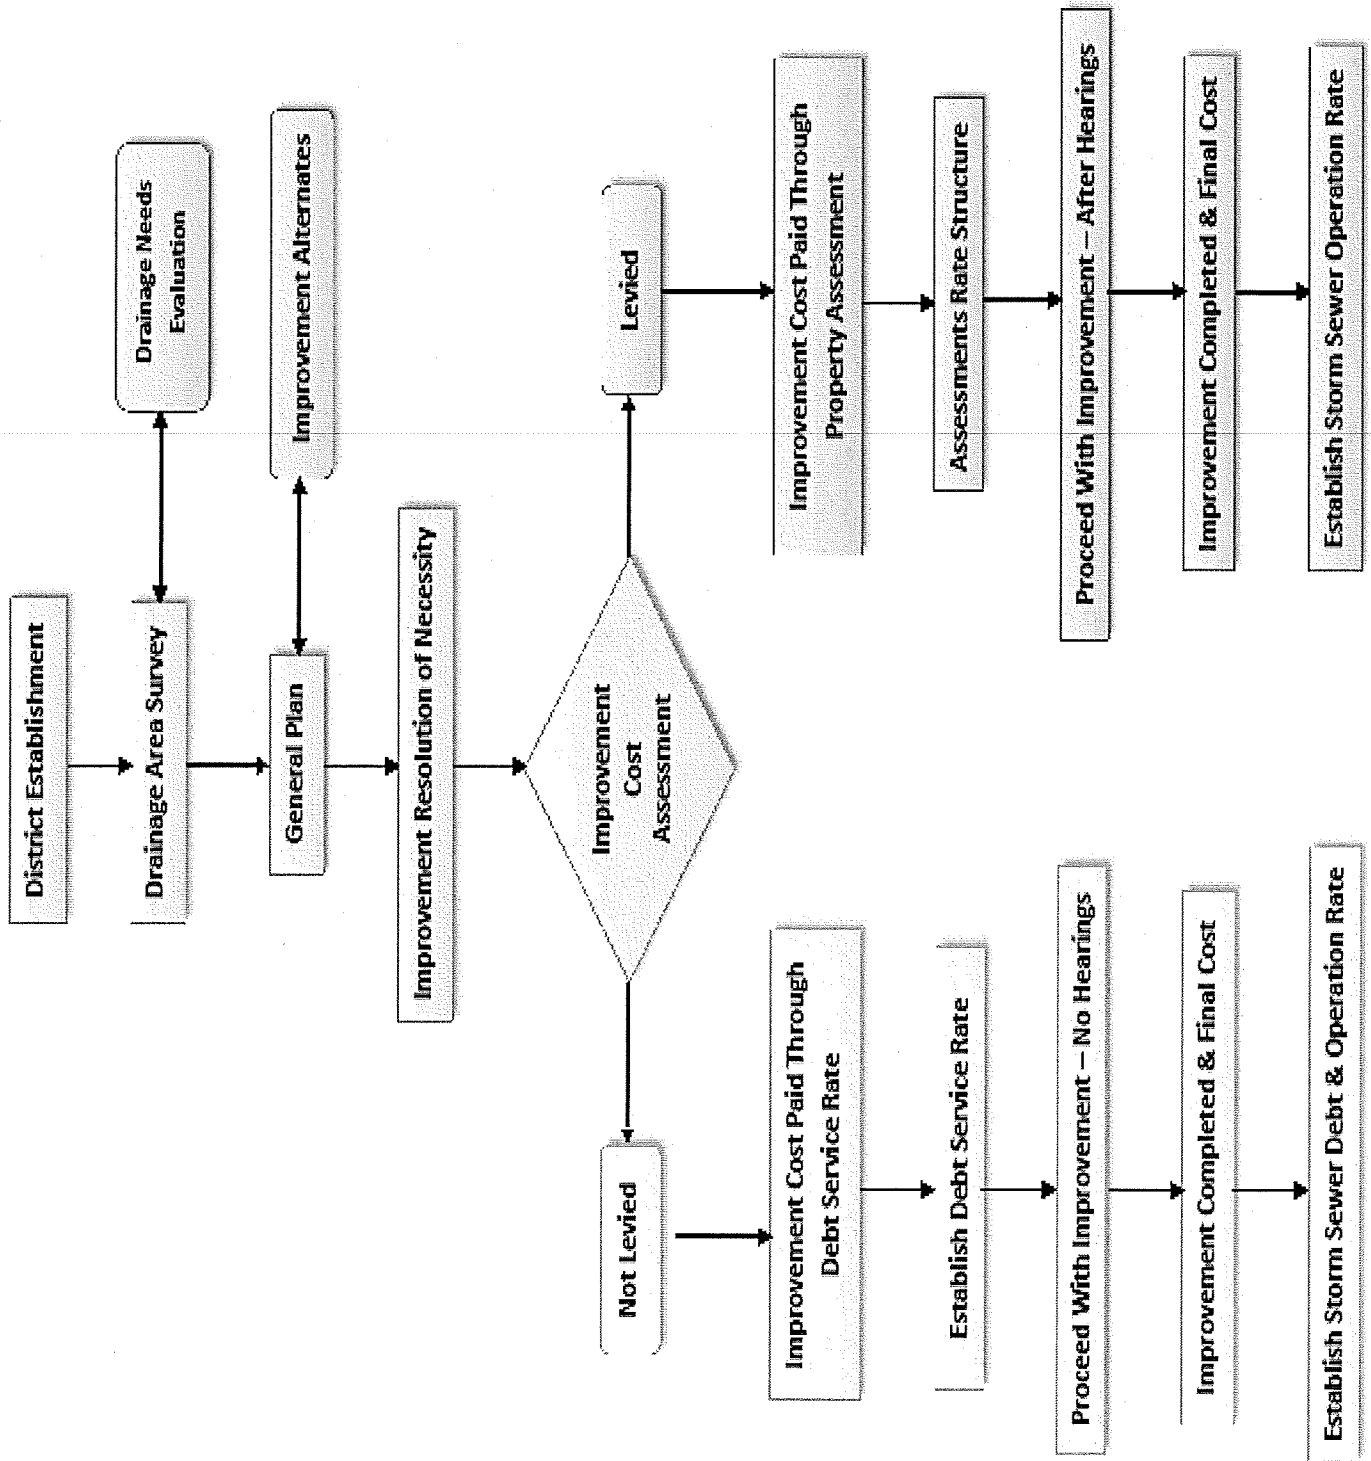 District Establishment
Drainage Area Survey
Drainage Needs
Evaluation
General Plan
Improvement Alternates
Improvement Resolution of Necessity
Improvement
Cost
Assessment
Not Levied
Levied
Improvement Cost Paid Through
Debt Service Rate
Improvement Cost Paid Through
Property Assessment
Establish Debt Service Rate
Assessments Rate Structure
Proceed With Improvement – No Hearings
Proceed With Improvement – After Hearings
Improvement Completed & Final Cost
Improvement Completed & Final Cost
Establish Storm Sewer Debt & Operation Rate
Establish Storm Sewer Operation Rate